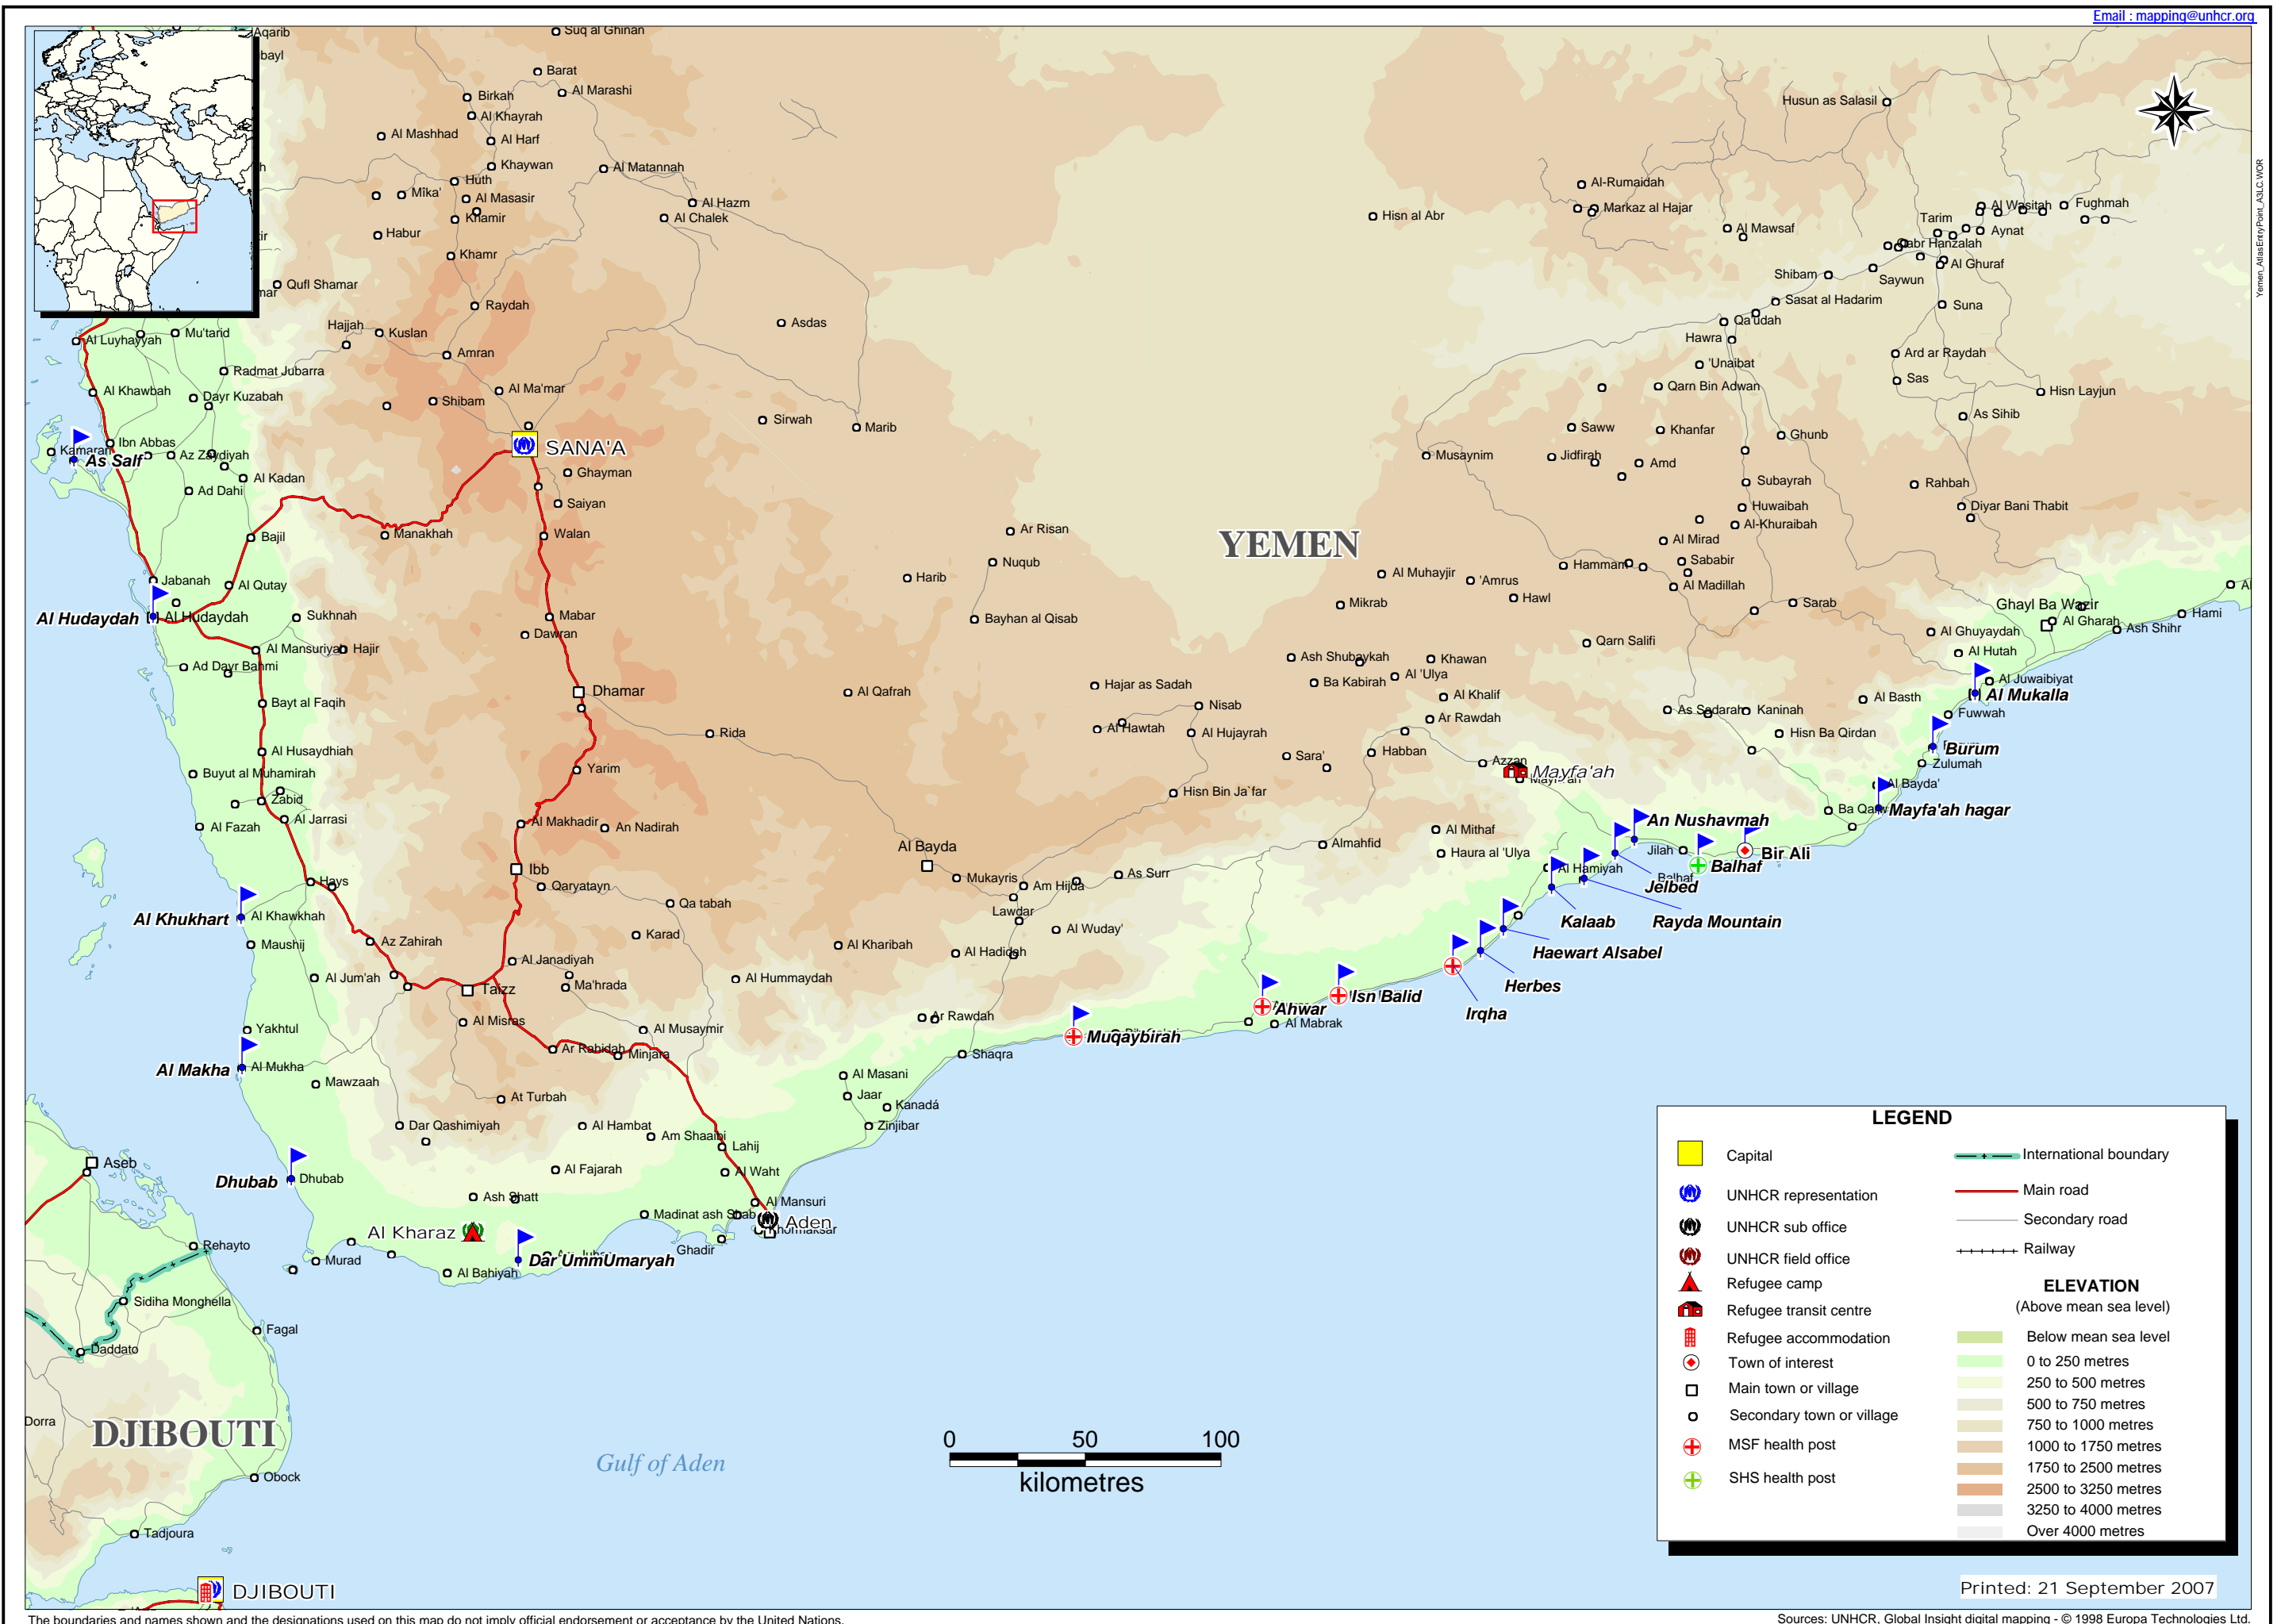 Email : mapping@unhcr.org
Yemen_AtlasEntryPoint_A3LC.WOR
Aqarib
bayl
Suq al Ghinan
Barat
Al Marashi
Birkah
Al Khayrah
Al Mashhad
Al Harf
Khaywan
Al Matannah
Huth
Mika'
Al Masasir
Khamir
Al Hazm
Al Chalek
Habur
Khamr
Qufl Shamar
Raydah
Hajjah
Kuslan
Amran
Asdas
Mu'tarid
Al Luhayyah
Radmat Jubarra
Al Khawbah
Dayr Kuzabah
Al Ma'mar
Shibam
Sirwah
Marib
SANA'A
Ibn Abbas
Kamaran
As Salf
Az Zaydiyah
Al Kadan
Ad Dahi
Ghayman
Saiyan
Walan
Manakhah
Bajil
Jabanah
Al Qutay
Al Hudaydah
Al Hudaydah
Sukhnah
Al Mansuriyah
Hajir
Ad Dayr Bahmi
Bayt al Faqih
Mabar
Dawran
Dhamar
Rida
Al Husaydhiah
Buyut al Muhamirah
Zabid
Al Jarrasi
Al Fazah
Yarim
Al Makhadir
An Nadirah
Ibb
Qaryatayn
Hays
Al Khukhart
Al Khawkhah
Maushij
Az Zahirah
Al Jum'ah
Taizz
Al Janadiyah
Ma'hrada
Karad
Qa tabah
Al Misras
Al Musaymir
Yakhtul
Al Makha
Al Mukha
Mawzaah
Ar Rahidah
Minjara
At Turbah
Dar Qashimiyah
Al Hambat
Am Shaaibi
Lahij
Al Fajarah
Al Waht
Dhubab
Dhubab
Ash Shatt
Al Mansuri
Madinat ash Shab
Aden
Khormaksar
Ghadir
Al Kharaz
Dar UmmUmaryah
Al Bahiyah
Murad
Aseb
Rehayto
Sidiha Monghella
Fagal
Daddato
Dorra
DJIBOUTI
Obock
Tadjoura
DJIBOUTI
YEMEN
Gulf of Aden
Ar Risan
Nuqub
Harib
Bayhan al Qisab
Al Qafrah
Hajar as Sadah
Nisab
Al Hawtah
Al Hujayrah
Hisn Bin Ja`far
Al Bayda
Mukayris
Am Hijda
As Surr
Lawdar
Al Wuday'
Al Hadidah
Al Kharibah
Al Hummaydah
Ar Rawdah
Shaqra
Al Masani
Jaar
Kanadá
Zinjibar
Muqaybirah
Ahwar
Al Mabrak
Isn Balid
Irqha
Herbes
Haewart Alsabel
Kalaab
Rayda Mountain
Jelbed
An Nushavmah
Al Hamiyah
Jilah
Balhaf
Balhaf
Bir Ali
Almahfid
Al Mithaf
Haura al 'Ulya
Azzan
Mayfa'ah
Habban
Sara'
Ar Rawdah
Al Khalif
Al 'Ulya
Khawan
Ba Kabirah
Ash Shubaykah
Mikrab
Al Muhayjir
'Amrus
Hawl
Hammam
Qarn Salifi
Al Madillah
Sababir
Al Mirad
Al-Khuraibah
Huwaibah
Subayrah
Sarab
As Sadarah
Kaninah
Hisn Ba Qirdan
Al Basth
Musaynim
Jidfirah
Amd
Saww
Khanfar
Ghunb
Qarn Bin Adwan
'Unaibat
Hawra
Qa'udah
Sasat al Hadarim
Shibam
Saywun
Hisn al Abr
Al-Rumaidah
Markaz al Hajar
Al Mawsaf
Husun as Salasil
Tarim
Al Wasitah
Fughmah
Aynat
Qabr Hanzalah
Al Ghuraf
Suna
Ard ar Raydah
Sas
Hisn Layjun
As Sihib
Rahbah
Diyar Bani Thabit
Ghayl Ba Wazir
Al Gharah
Hami
Ash Shihr
Al Ghuyaydah
Al Hutah
Al Juwaibiyat
Al Mukalla
Fuwwah
Burum
Zulumah
Al Bayda'
Mayfa'ah hagar
0 50 100
kilometres
LEGEND
Capital
UNHCR representation
UNHCR sub office
UNHCR field office
Refugee camp
Refugee transit centre
Refugee accommodation
Town of interest
Main town or village
Secondary town or village
MSF health post
SHS health post
International boundary
Main road
Secondary road
Railway
ELEVATION
(Above mean sea level)
Below mean sea level
0 to 250 metres
250 to 500 metres
500 to 750 metres
750 to 1000 metres
1000 to 1750 metres
1750 to 2500 metres
2500 to 3250 metres
3250 to 4000 metres
Over 4000 metres
Printed: 21 September 2007
The boundaries and names shown and the designations used on this map do not imply official endorsement or acceptance by the United Nations.
Sources: UNHCR, Global Insight digital mapping - © 1998 Europa Technologies Ltd.